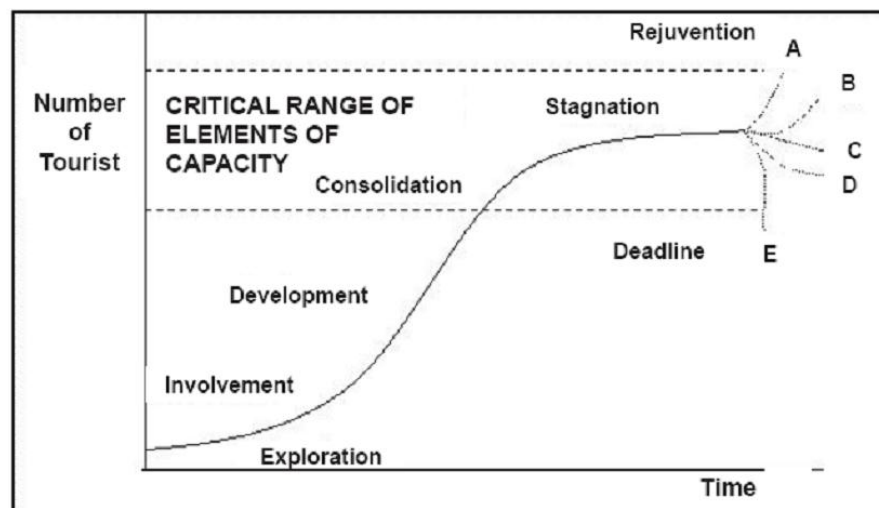 Rejuvention
A
Number
of
Tourist
B
CRITICAL RANGE OF
ELEMENTS OF
CAPACITY
Stagnation
C
Consolidation
D
Deadline
E
Development
Involvement
Exploration
Time